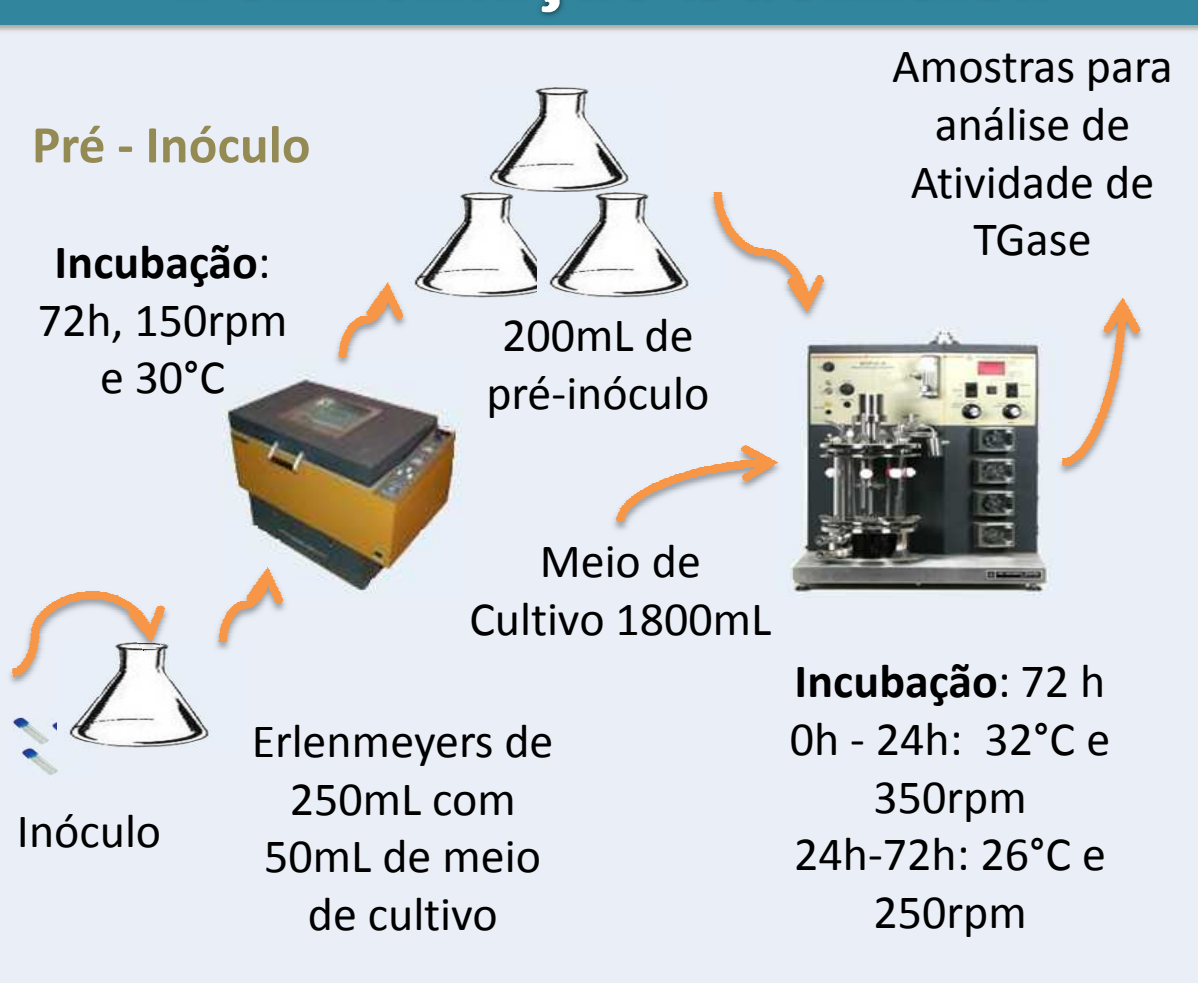 Pré - Inóculo
Incubação:
72h, 150rpm
e 30°C
200mL de
pré-inóculo
Amostras para
análise de
Atividade de
TGase
Meio de
Cultivo 1800mL
Inóculo
Erlenmeyers de
250mL com
50mL de meio
de cultivo
Incubação: 72 h
0h - 24h: 32°C e
350rpm
24h-72h: 26°C e
250rpm